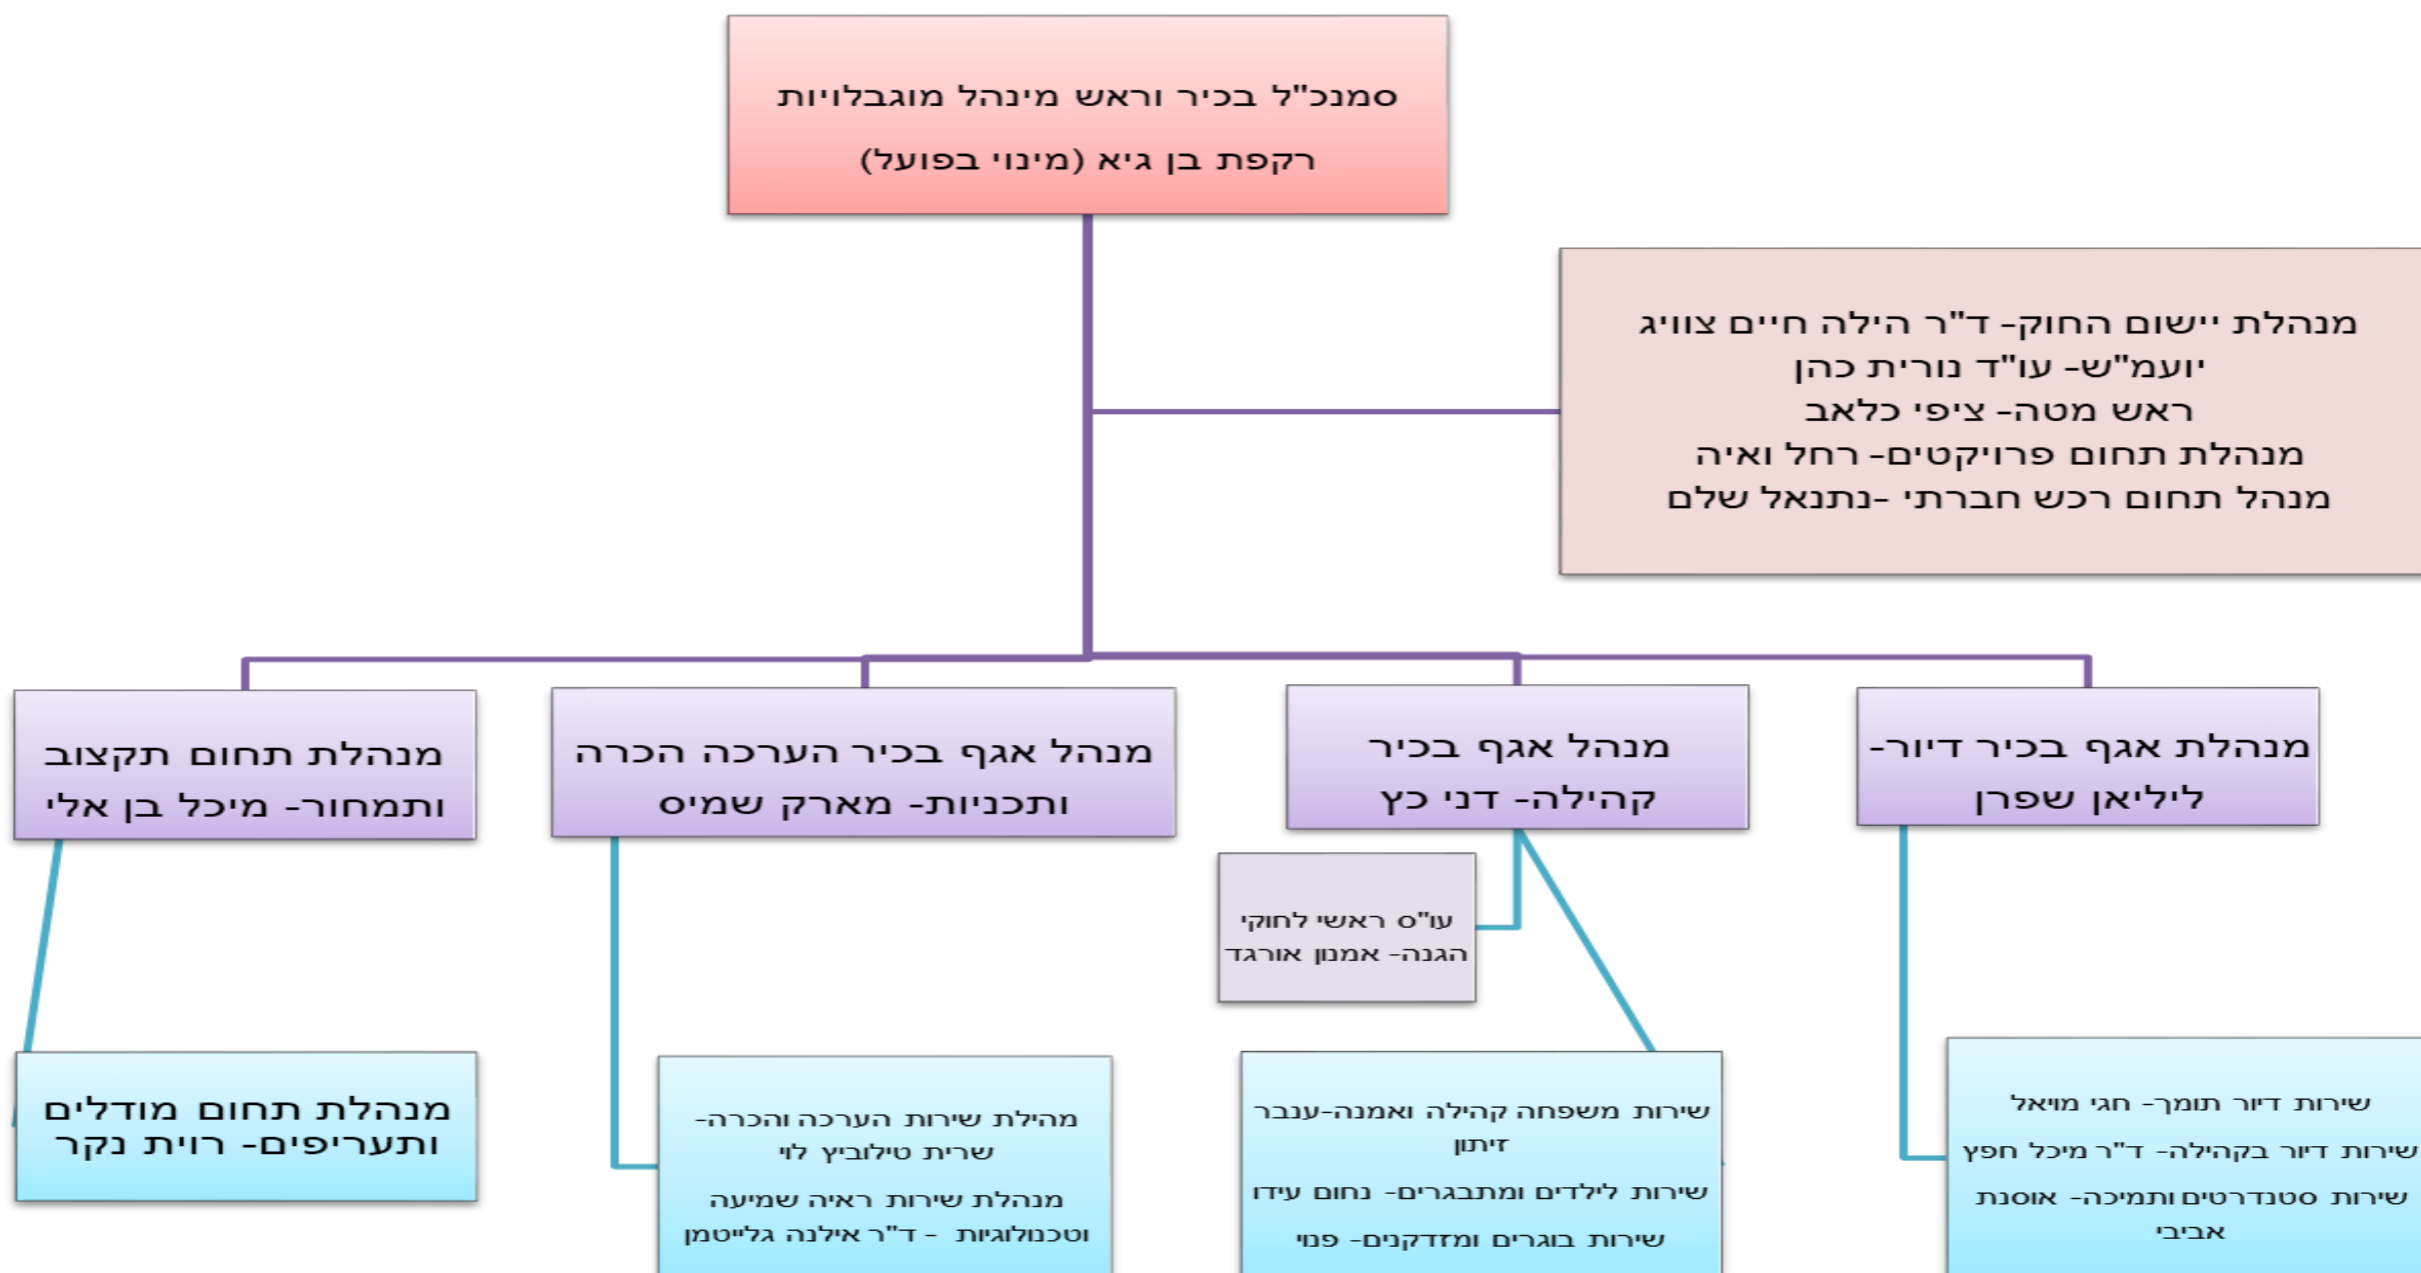 סמנכ"ל בכיר וראש מינהל מוגבלויות
רקפת בן גיא (מינוי בפועל)
מנהלת יישום החוק- ד"ר הילה חיים צוויג
יועמ"ש- עו"ד נורית כהן
ראש מטה- ציפי כלאב
מנהלת תחום פרויקטים- רחל ואיה
מנהל תחום רכש חברתי -נתנאל שלם
מנהלת אגף בכיר דיור-
ליליאן שפרן
מנהל אגף בכיר
קהילה- דני כץ
מנהל אגף בכיר הערכה הכרה
ותכניות- מארק שמיס
מנהלת תחום תקצוב
ותמחור- מיכל בן אלי
עו"ס ראשי לחוקי
הגנה- אמנון אורגד
שירות דיור תומך- חגי מויאל
שירות דיור בקהילה- ד"ר מיכל חפץ
שירות סטנדרטים ותמיכה- אוסנת
אביבי
שירות משפחה קהילה ואמנה-ענבר
זיתון
שירות לילדים ומתבגרים- נחום עידו
שירות בוגרים ומזדקנים- פנוי
מהילת שירות הערכה והכרה-
שרית טילוביץ לוי
מנהלת שירות ראיה שמיעה
וטכנולוגיות - ד"ר אילנה גלייטמן
מנהלת תחום מודלים
ותעריפים- רוית נקר